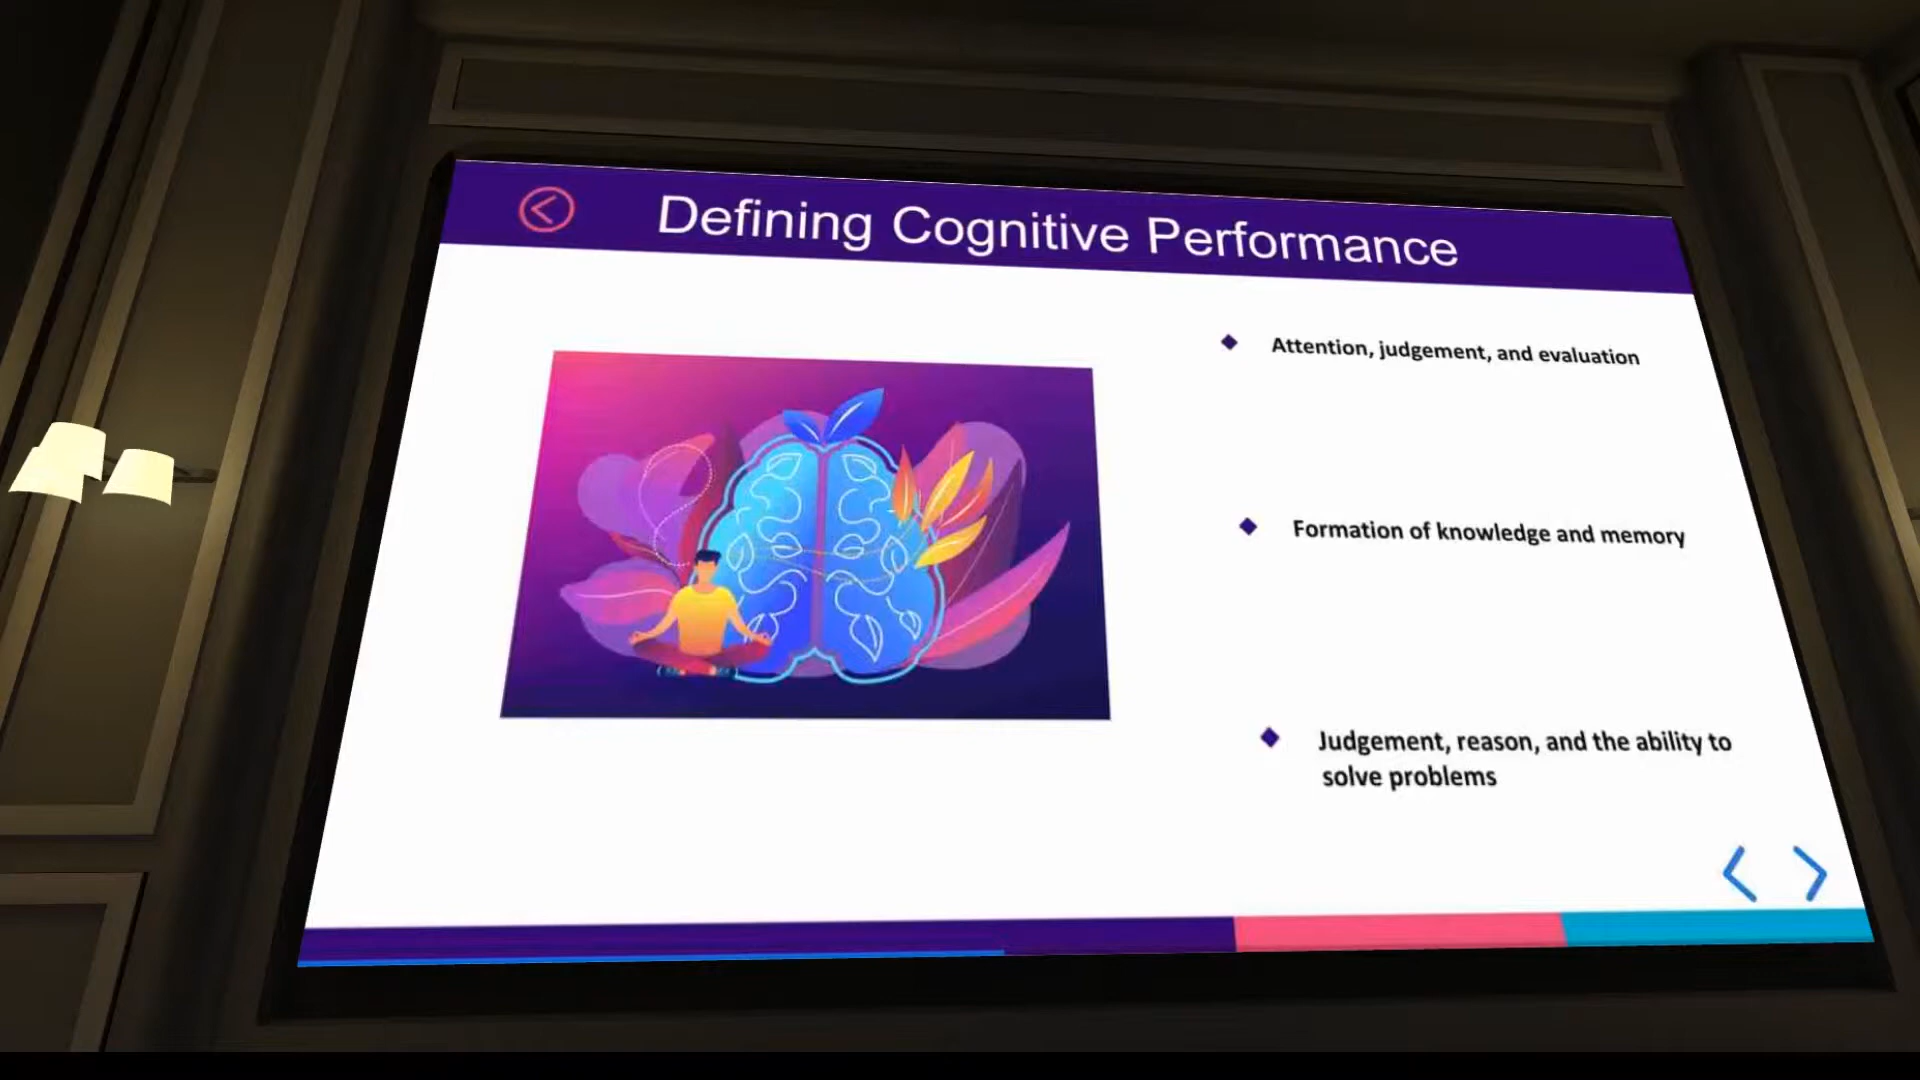 Defining Cognitive Performance
Attention, judgement, and evaluation
Formation of knowledge and memory
Judgement, reason, and the ability to
solve problems